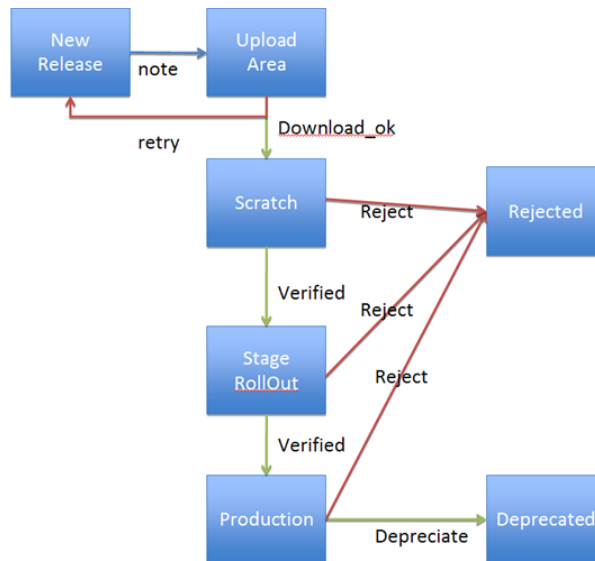 New
Release
note
Upload
Area
retry
Download_ok
Scratch
Reject
Rejected
Verified
Reject
Stage
RollOut
Reject
Verified
Production
Depreciate
Deprecated